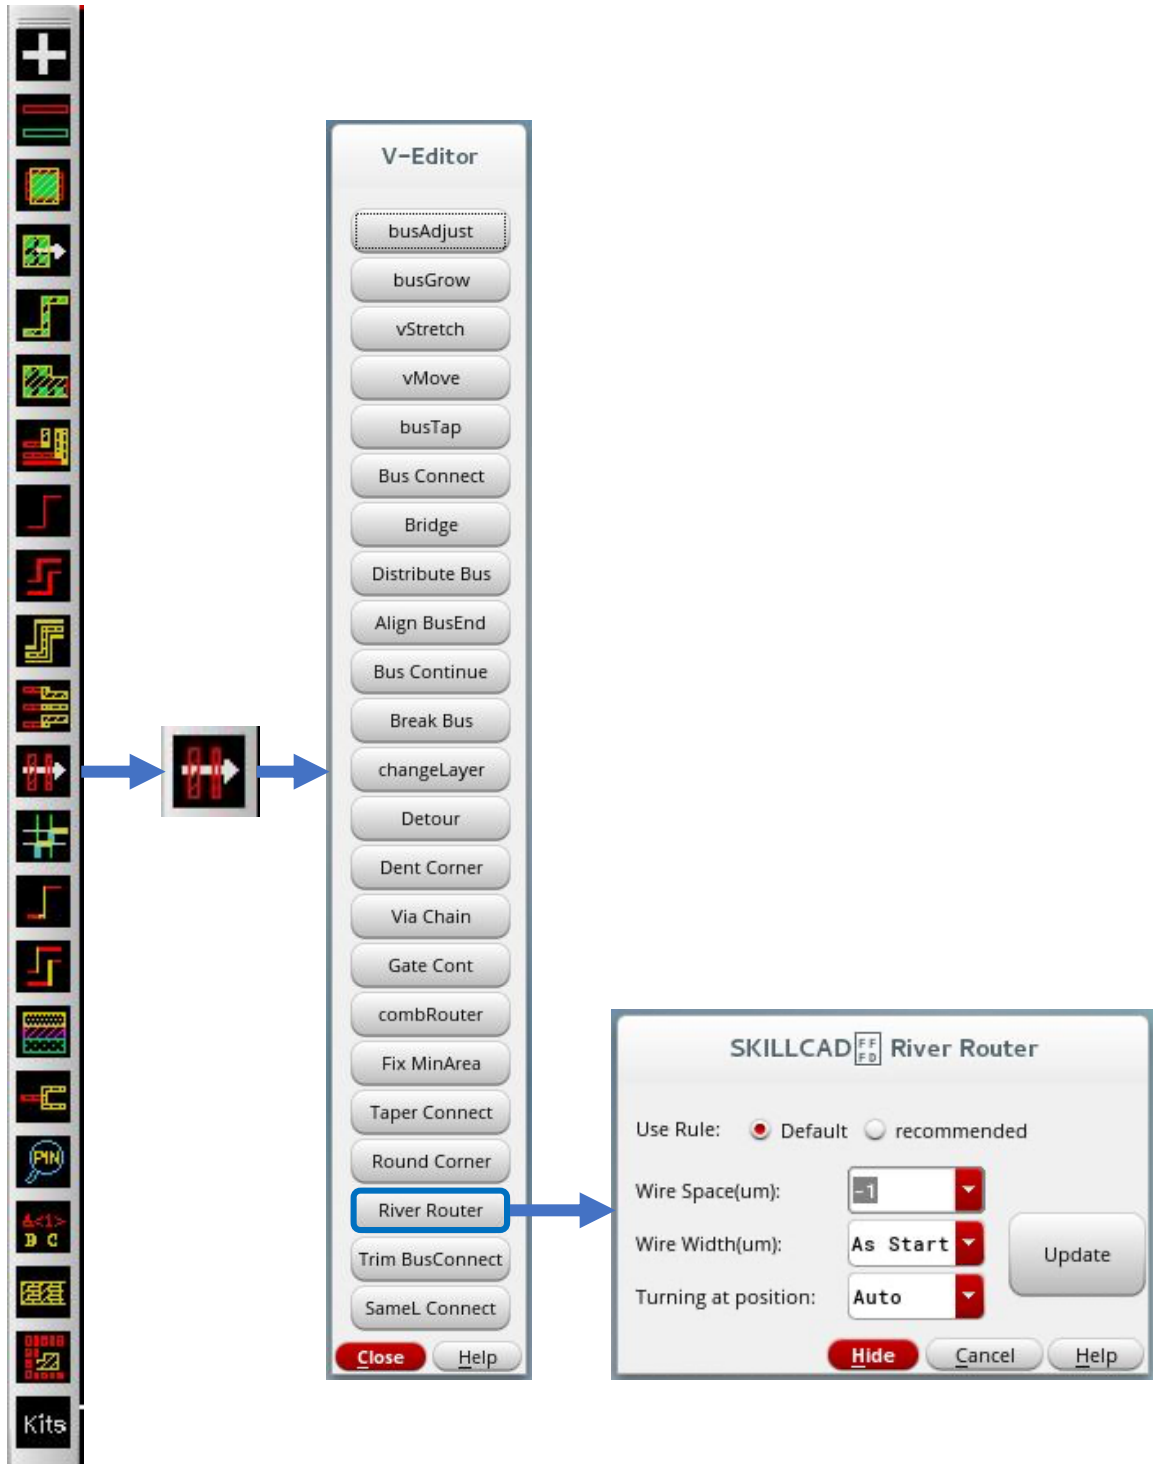 PIN
&<1>
B C
Kits
V-Editor
busAdjust
busGrow
vStretch
vMove
busTap
Bus Connect
Bridge
Distribute Bus
Align BusEnd
Bus Continue
Break Bus
changeLayer
Detour
Dent Corner
Via Chain
Gate Cont
combRouter
Fix MinArea
Taper Connect
Round Corner
River Router
Trim BusConnect
SameL Connect
Close Help
SKILLCAD River Router
Use Rule: Default recommended
Wire Space(um): -1
Wire Width(um): As Start
Turning at position: Auto
Update
Hide Cancel Help